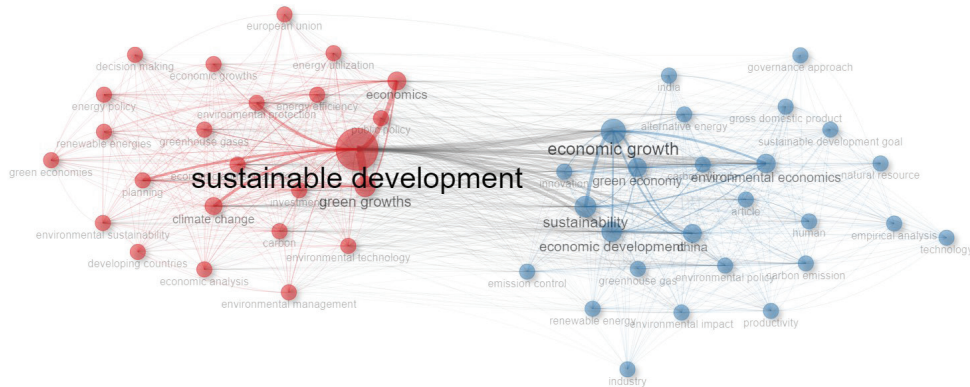 european union
decision making
energy utilization
economic growths
governance approach
india
economics
energy policy
energy efficiency
environmental protection
gross domestic product
alternative energy
public policy
renewable energies
greenhouse gases
sustainable development goal
economic growth
green economies
planning
sustainable development
innovation
green economy
environmental economics
natural resource
green growths
climate change
carbon
article
sustainability
environmental sustainability
human
empirical analysis
environmental technology
economic development
china
technology
developing countries
economic analysis
emission control
greenhouse gas
environmental policy
carbon emission
environmental management
renewable energy
environmental impact
productivity
industry